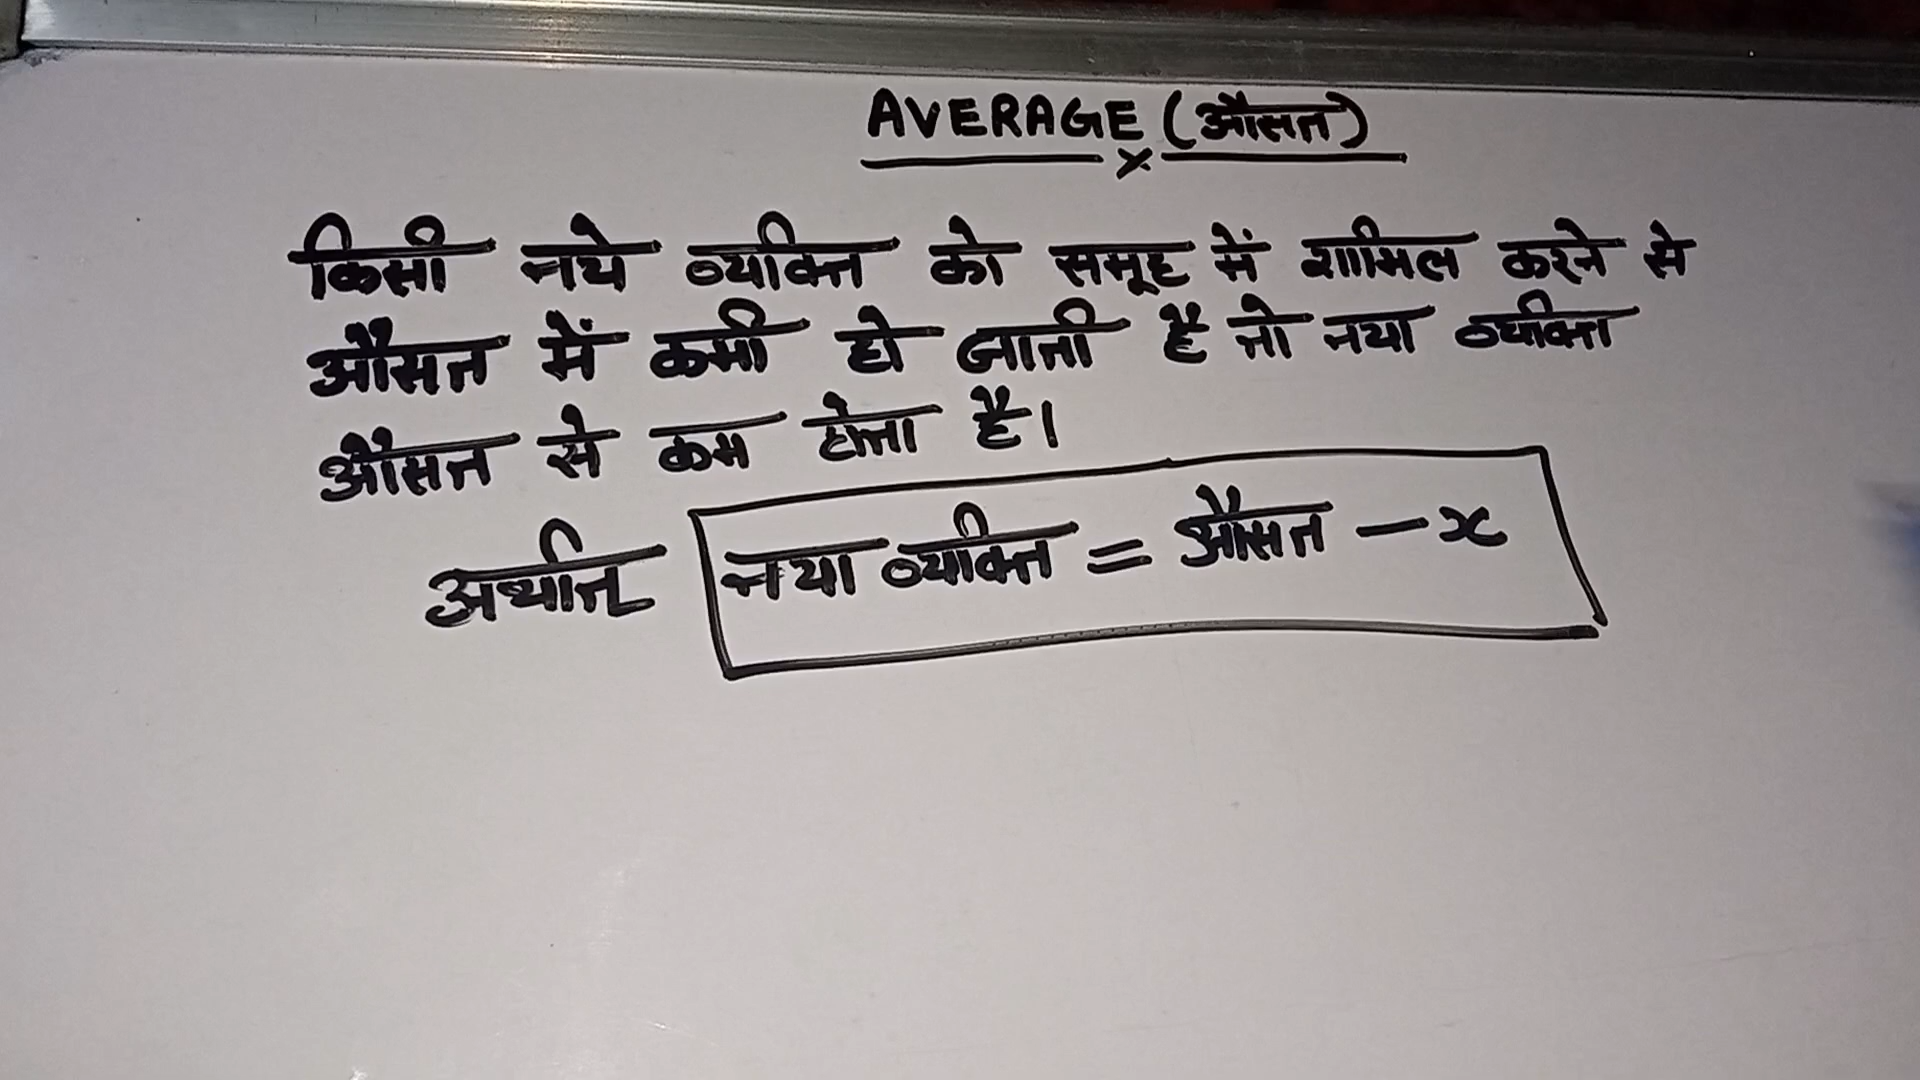 AVERAGE (औसत)
किसी नये व्यक्ति को समूह में शामिल करने से
औसत में कमी हो जाती है तो नया व्यक्ति
औसत से कम होता है।
अर्थात् नया व्यक्ति = औसत - x